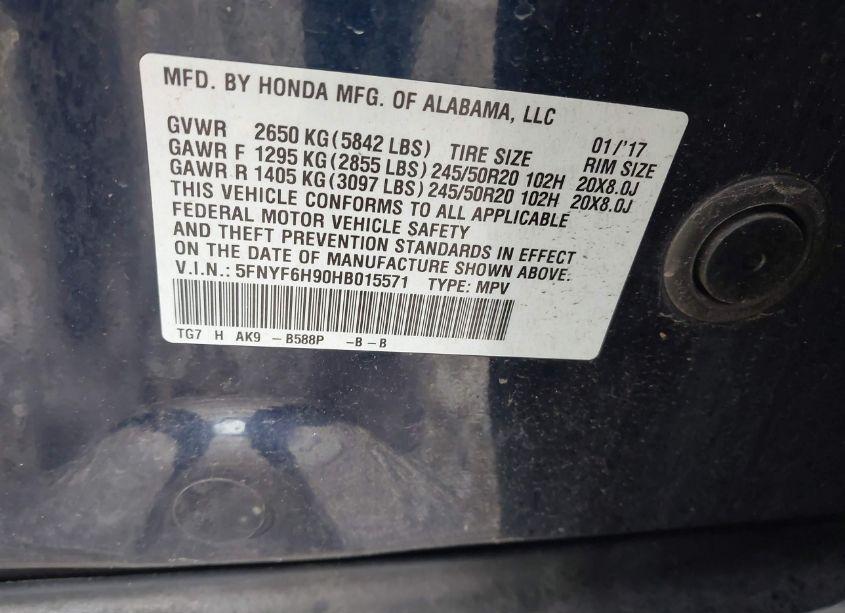 MFD. BY HONDA MFG. OF ALABAMA, LLC
GVWR 2650 KG (5842 LBS) TIRE SIZE 01/'17 RIM SIZE
GAWR F 1295 KG (2855 LBS) 245/50R20 102H 20X8.0J
GAWR R 1405 KG (3097 LBS) 245/50R20 102H 20X8.0J
THIS VEHICLE CONFORMS TO ALL APPLICABLE
FEDERAL MOTOR VEHICLE SAFETY
AND THEFT PREVENTION STANDARDS IN EFFECT
ON THE DATE OF MANUFACTURE SHOWN ABOVE.
V.I.N.: 5FNYF6H90HB015571 TYPE: MPV
TG7 H AK9 - B588P - B - B